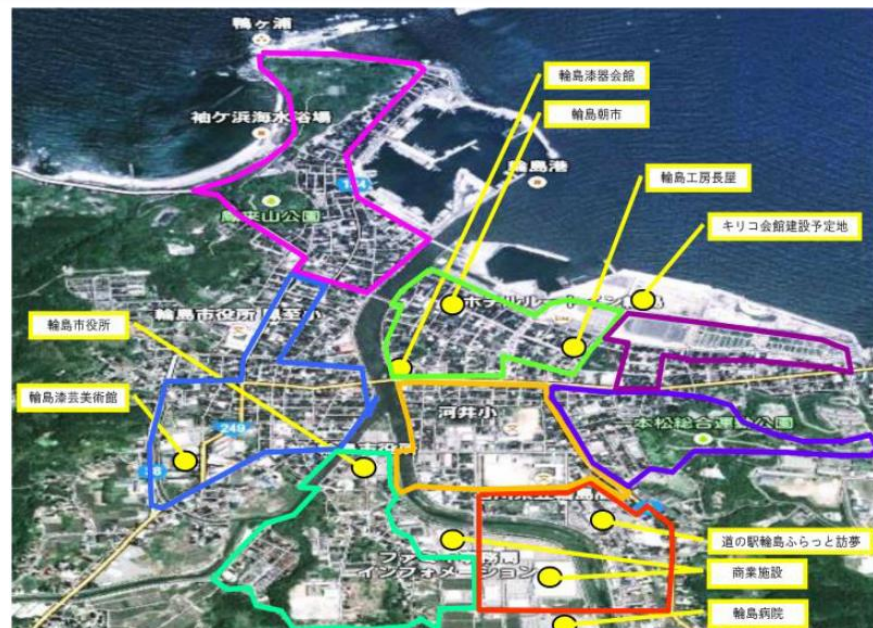 鴨ヶ浦
袖ケ浜海水浴場
輪島漆器会館
輪島朝市
輪島港
輪島工房長屋
キリコ会館建設予定地
輪島市役所
輪島漆芸美術館
河井小
一本松総合運動公園
249
38
道の駅輪島ふらっと訪夢
商業施設
インフォメーション
輪島病院